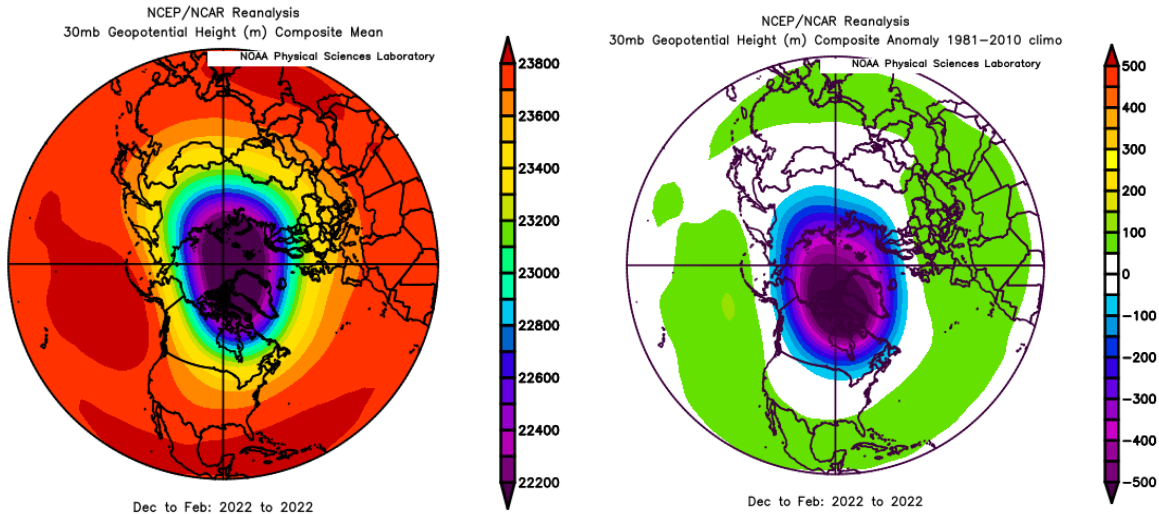 NCEP/NCAR Reanalysis
30mb Geopotential Height (m) Composite Mean
NOAA Physical Sciences Laboratory
23800
23600
23400
23200
23000
22800
22600
22400
22200
Dec to Feb: 2022 to 2022
NCEP/NCAR Reanalysis
30mb Geopotential Height (m) Composite Anomaly 1981-2010 climo
NOAA Physical Sciences Laboratory
500
400
300
200
100
0
-100
-200
-300
-400
-500
Dec to Feb: 2022 to 2022